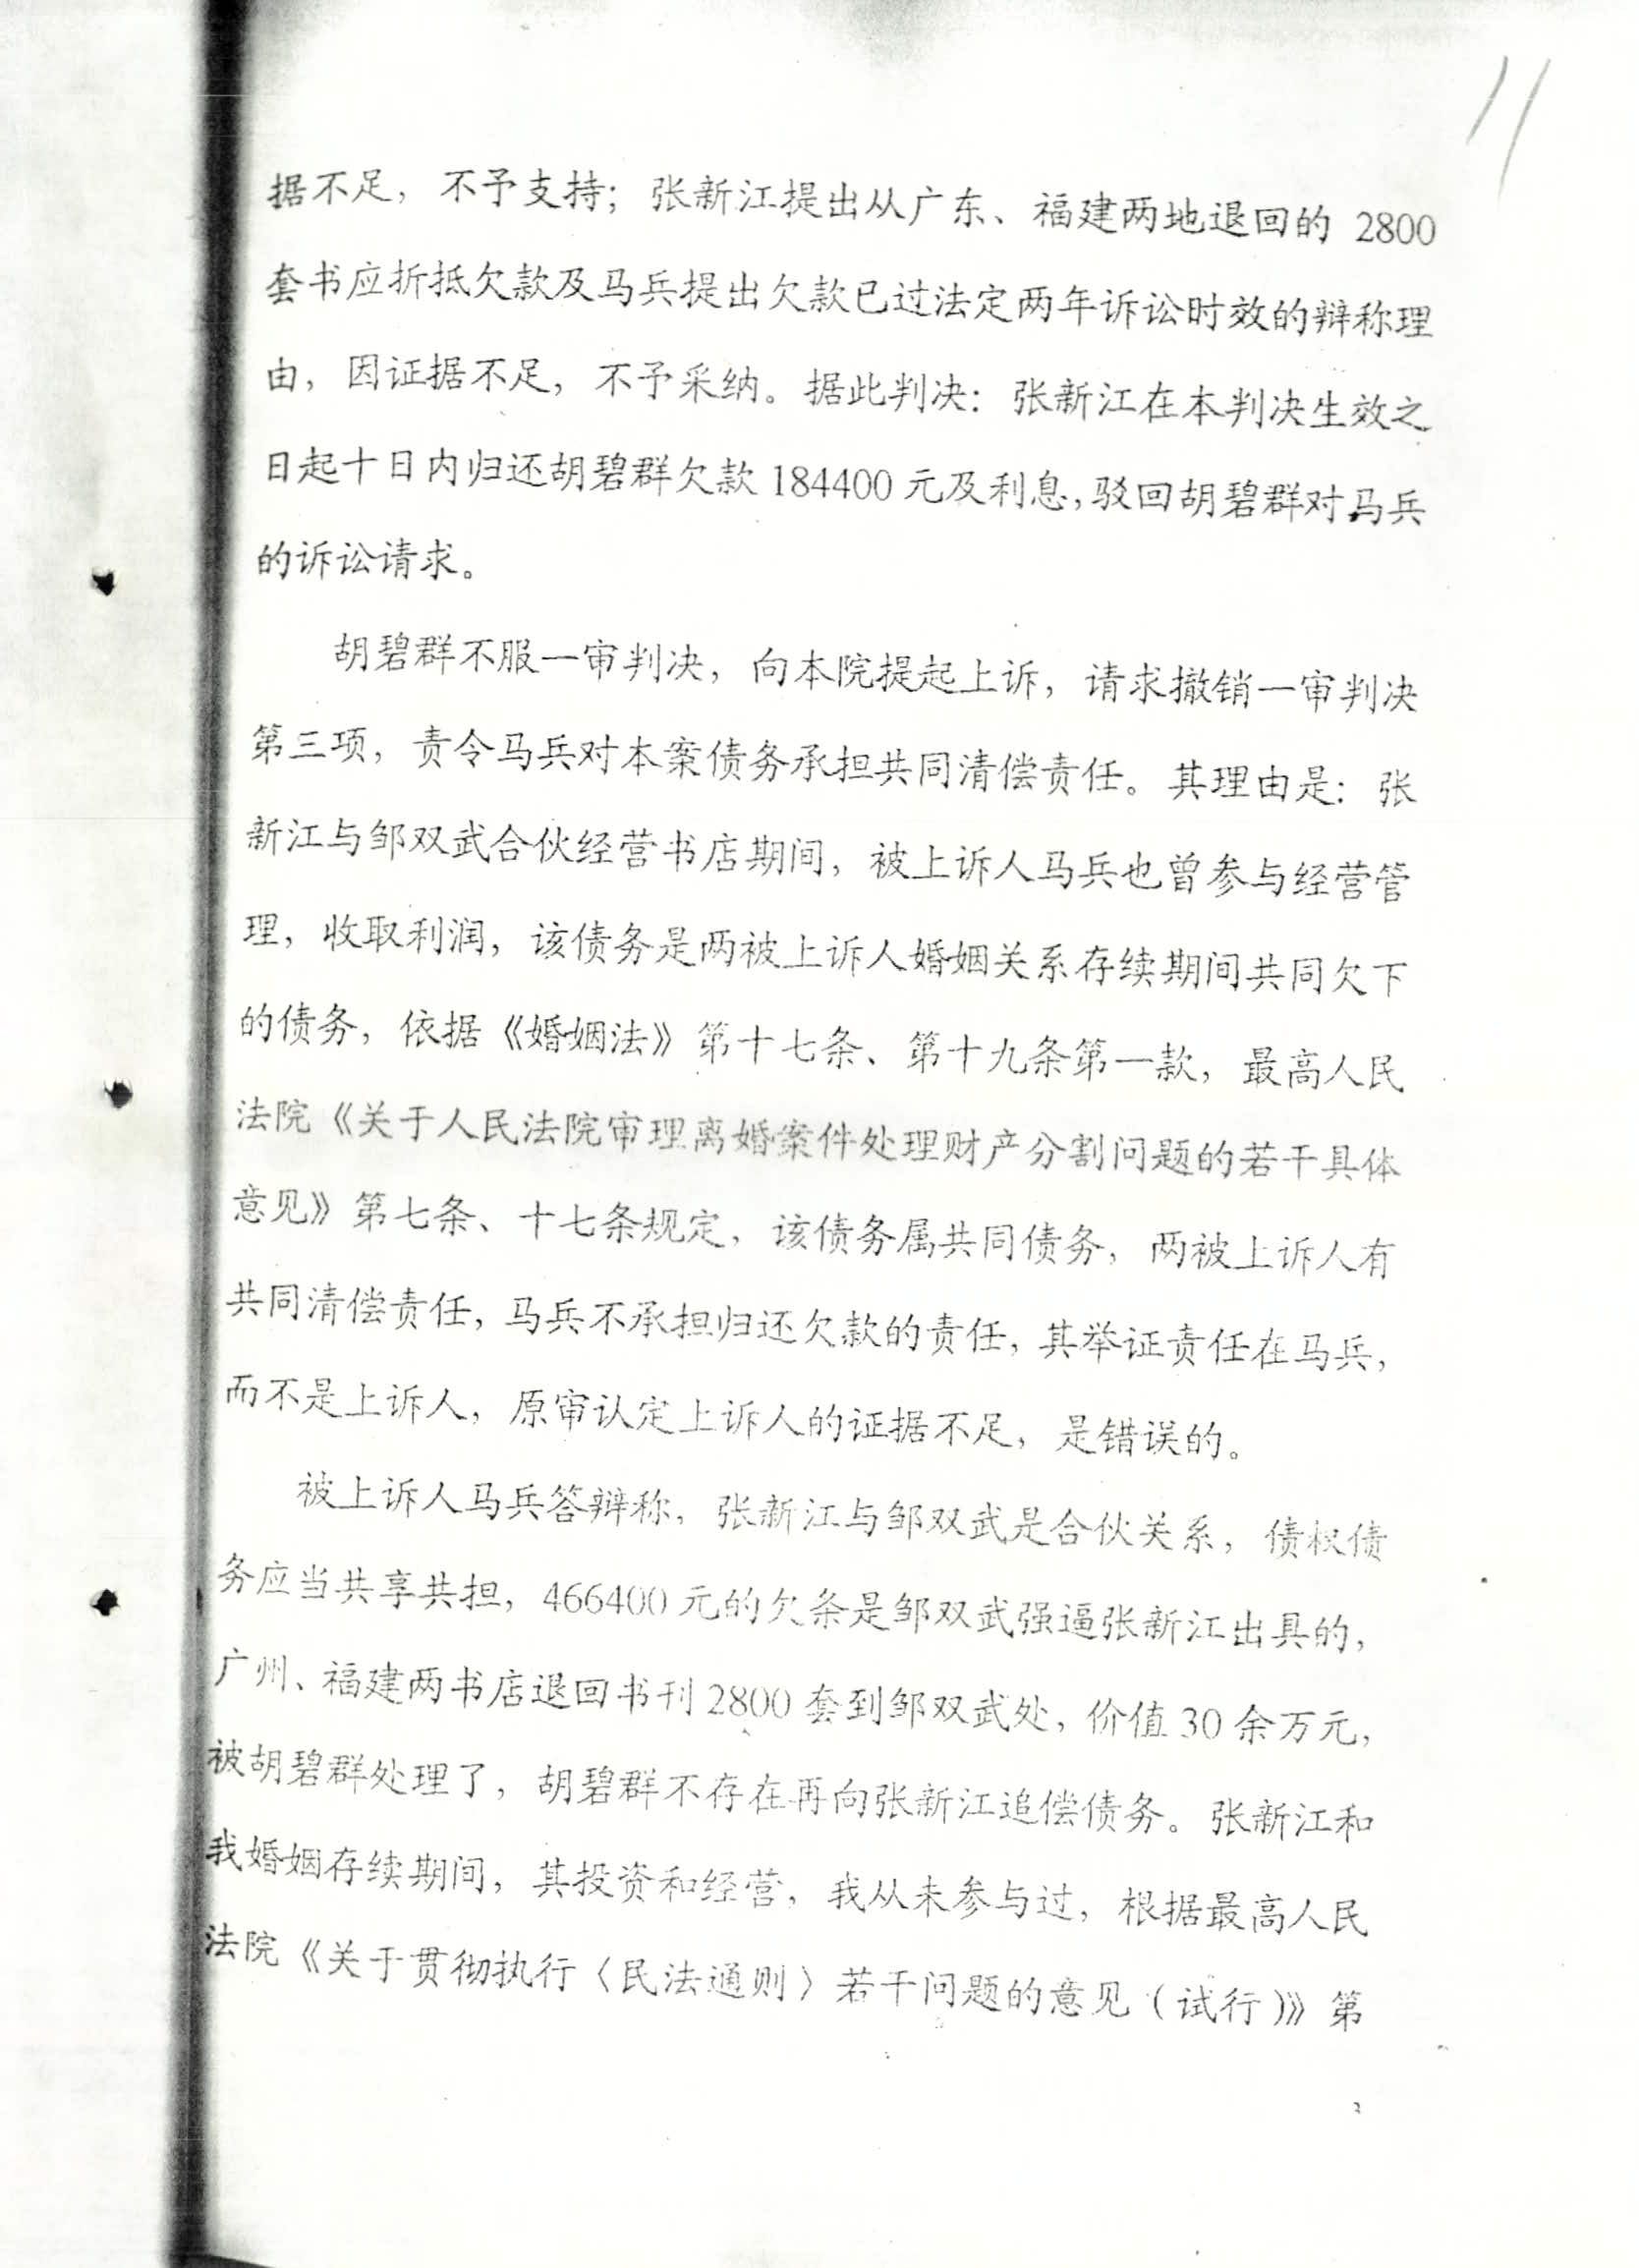 11
据不足，不予支持；张新江提出从广东、福建两地退回的 2800
套书应折抵欠款及马兵提出欠款已过法定两年诉讼时效的辩称理
由，因证据不足，不予采纳。据此判决：张新江在本判决生效之
日起十日内归还胡碧群欠款 184400 元及利息，驳回胡碧群对马兵
的诉讼请求。
胡碧群不服一审判决，向本院提起上诉，请求撤销一审判决
第三项，责令马兵对本案债务承担共同清偿责任。其理由是：张
新江与邹双武合伙经营书店期间，被上诉人马兵也曾参与经营管
理，收取利润，该债务是两被上诉人婚姻关系存续期间共同欠下
的债务，依据《婚姻法》第十七条、第十九条第一款，最高人民
法院《关于人民法院审理离婚案件处理财产分割问题的若干具体
意见》第七条、十七条规定，该债务属共同债务，两被上诉人有
共同清偿责任，马兵不承担归还欠款的责任，其举证责任在马兵，
而不是上诉人，原审认定上诉人的证据不足，是错误的。
被上诉人马兵答辩称，张新江与邹双武是合伙关系，债权债
务应当共享共担，466400 元的欠条是邹双武强逼张新江出具的，
广州、福建两书店退回书刊 2800 套到邹双武处，价值 30 余万元，
被胡碧群处理了，胡碧群不存在再向张新江追偿债务。张新江和
我婚姻存续期间，其投资和经营，我从未参与过，根据最高人民
法院《关于贯彻执行〈民法通则〉若干问题的意见（试行）》第
3